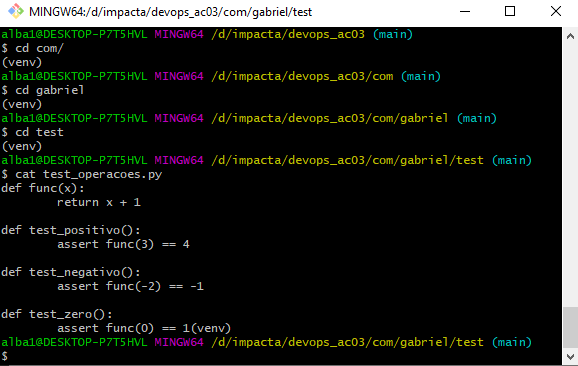 MINGW64:/d/impacta/devops_ac03/com/gabriel/test
alba1@DESKTOP-P7T5HVL MINGW64 /d/impacta/devops_ac03 (main)
$ cd com/
(venv)
alba1@DESKTOP-P7T5HVL MINGW64 /d/impacta/devops_ac03/com (main)
$ cd gabriel
(venv)
alba1@DESKTOP-P7T5HVL MINGW64 /d/impacta/devops_ac03/com/gabriel (main)
$ cd test
(venv)
alba1@DESKTOP-P7T5HVL MINGW64 /d/impacta/devops_ac03/com/gabriel/test (main)
$ cat test_operacoes.py
def func(x):
        return x + 1
def test_positivo():
        assert func(3) == 4
def test_negativo():
        assert func(-2) == -1
def test_zero():
        assert func(0) == 1(venv)
alba1@DESKTOP-P7T5HVL MINGW64 /d/impacta/devops_ac03/com/gabriel/test (main)
$